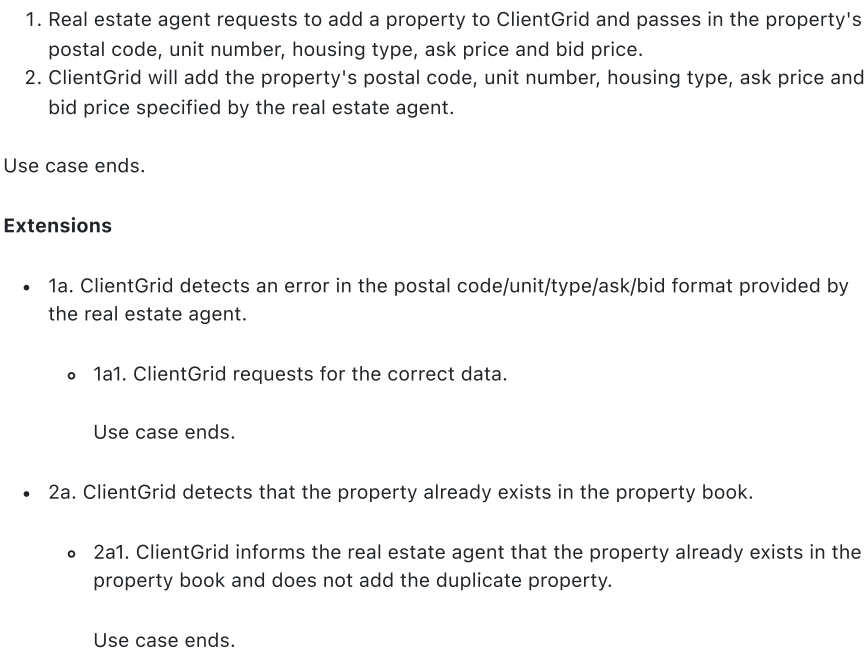 1. Real estate agent requests to add a property to ClientGrid and passes in the property's
postal code, unit number, housing type, ask price and bid price.
2. ClientGrid will add the property's postal code, unit number, housing type, ask price and
bid price specified by the real estate agent.
Use case ends.
Extensions
• 1a. ClientGrid detects an error in the postal code/unit/type/ask/bid format provided by
the real estate agent.
◦ 1a1. ClientGrid requests for the correct data.
Use case ends.
• 2a. ClientGrid detects that the property already exists in the property book.
◦ 2a1. ClientGrid informs the real estate agent that the property already exists in the
property book and does not add the duplicate property.
Use case ends.